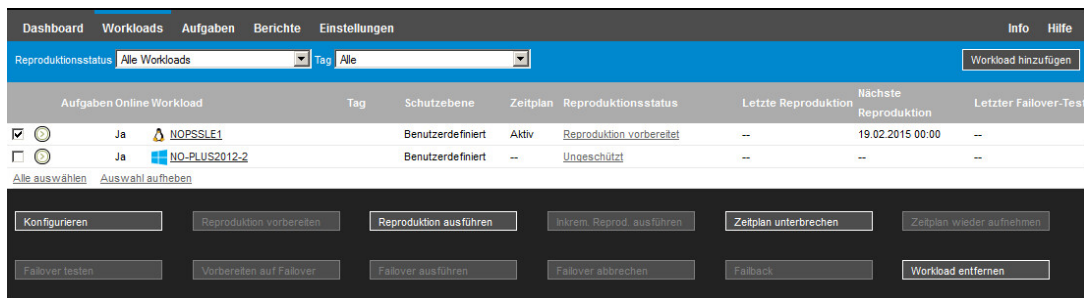 Dashboard Workloads Aufgaben Berichte Einstellungen Info Hilfe
Reproduktionsstatus Alle Workloads Tag Alle Workload hinzufügen
Aufgaben Online Workload Tag Schutzebene Zeitplan Reproduktionsstatus Letzte Reproduktion Nächste Reproduktion Letzter Failover-Test
Ja NOPSSLE1 Benutzerdefiniert Aktiv Reproduktion vorbereitet -- 19.02.2015 00:00 --
Ja NO-PLUS2012-2 Benutzerdefiniert -- Ungeschützt -- -- --
Alle auswählen Auswahl aufheben
Konfigurieren Reproduktion vorbereiten Reproduktion ausführen Inkrem. Reprod. ausführen Zeitplan unterbrechen Zeitplan wieder aufnehmen
Failover testen Vorbereiten auf Failover Failover ausführen Failover abbrechen Failback Workload entfernen